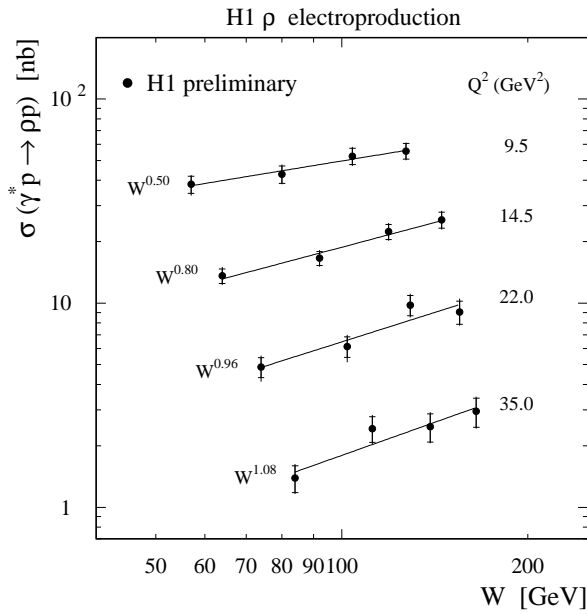 H1 ρ electroproduction
σ (γ* p → ρp) [nb]
● H1 preliminary
Q² (GeV²)
10²
9.5
W^0.50
14.5
W^0.80
10
22.0
W^0.96
35.0
W^1.08
1
50 60 70 80 90 100 200
W [GeV]